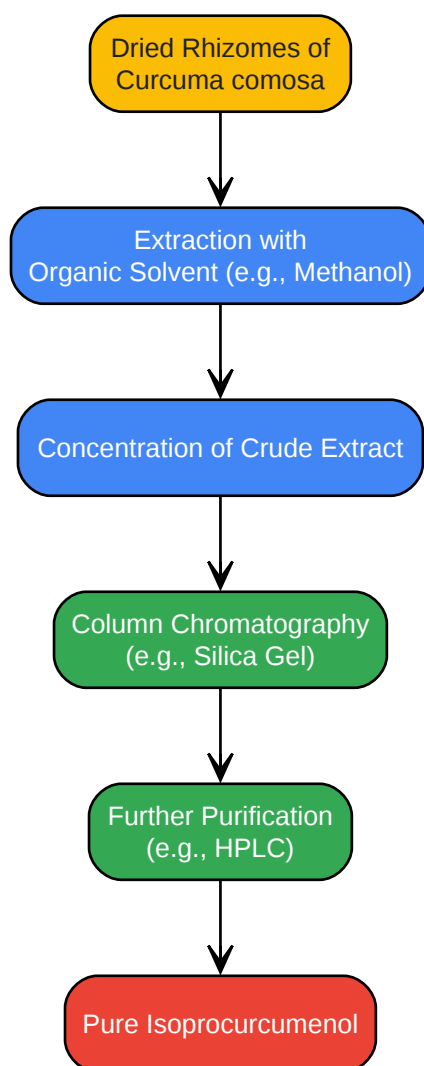 Dried Rhizomes of
Curcuma comosa
Extraction with
Organic Solvent (e.g., Methanol)
Concentration of Crude Extract
Column Chromatography
(e.g., Silica Gel)
Further Purification
(e.g., HPLC)
Pure Isoprocurcumenol